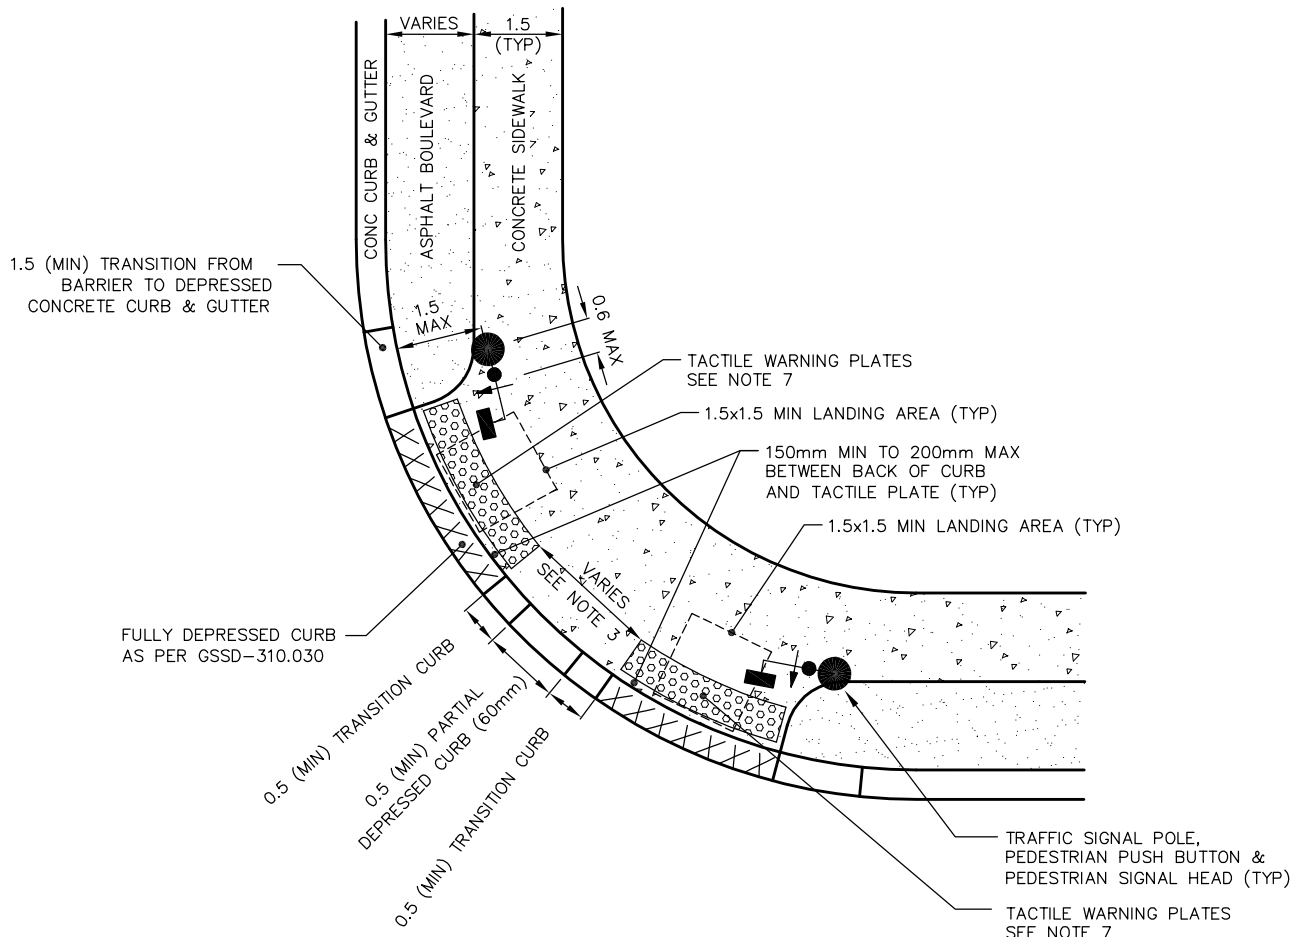 VARIES
1.5
(TYP)
CONC CURB & GUTTER
ASPHALT BOULEVARD
CONCRETE SIDEWALK
1.5 (MIN) TRANSITION FROM
BARRIER TO DEPRESSED
CONCRETE CURB & GUTTER
1.5
MAX
0.6 MAX
TACTILE WARNING PLATES
SEE NOTE 7
1.5x1.5 MIN LANDING AREA (TYP)
150mm MIN TO 200mm MAX
BETWEEN BACK OF CURB
AND TACTILE PLATE (TYP)
1.5x1.5 MIN LANDING AREA (TYP)
VARIES
SEE NOTE 3
FULLY DEPRESSED CURB
AS PER GSSD-310.030
0.5 (MIN) TRANSITION CURB
0.5 (MIN) PARTIAL
DEPRESSED CURB (60mm)
0.5 (MIN) TRANSITION CURB
TRAFFIC SIGNAL POLE,
PEDESTRIAN PUSH BUTTON &
PEDESTRIAN SIGNAL HEAD (TYP)
TACTILE WARNING PLATES
SEE NOTE 7